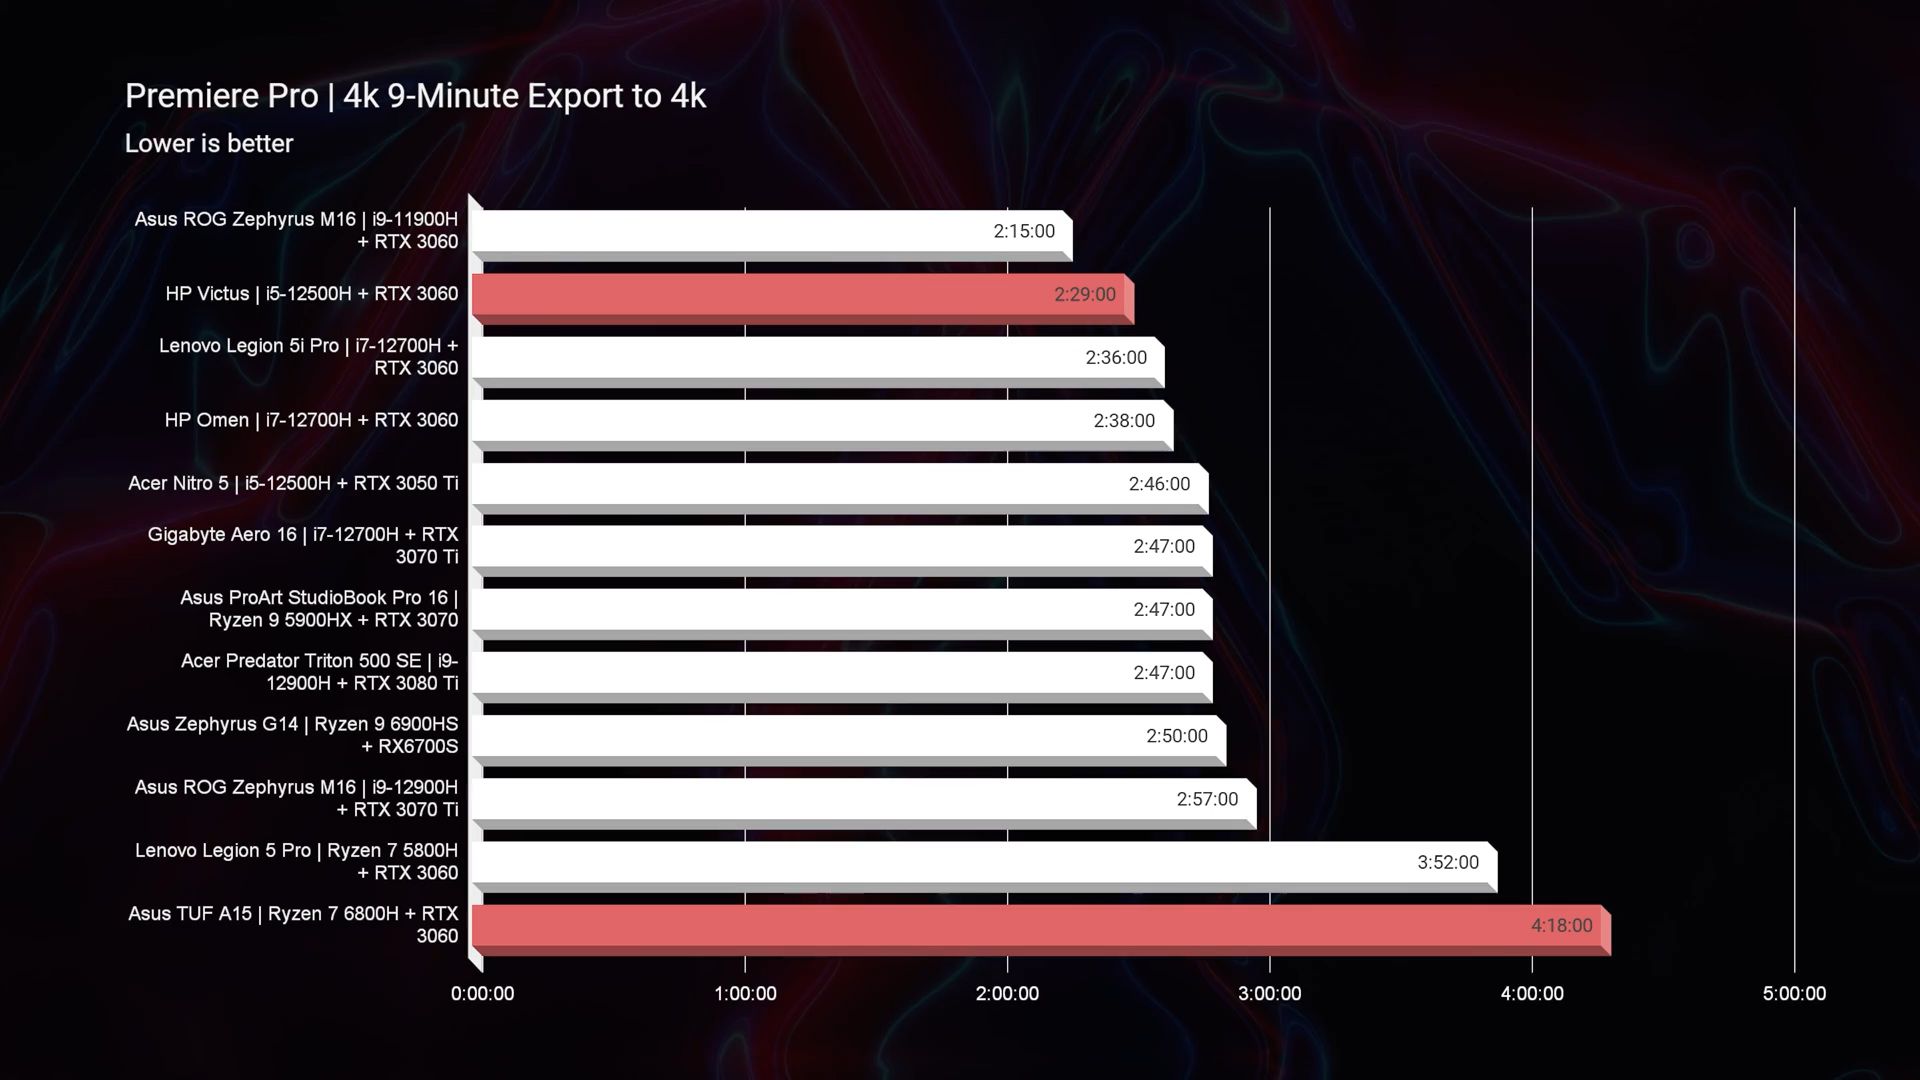 Premiere Pro | 4k 9-Minute Export to 4k
Lower is better
Asus ROG Zephyrus M16 | i9-11900H
+ RTX 3060
2:15:00
HP Victus | i5-12500H + RTX 3060
2:29:00
Lenovo Legion 5i Pro | i7-12700H +
RTX 3060
2:36:00
HP Omen | i7-12700H + RTX 3060
2:38:00
Acer Nitro 5 | i5-12500H + RTX 3050 Ti
2:46:00
Gigabyte Aero 16 | i7-12700H + RTX
3070 Ti
2:47:00
Asus ProArt StudioBook Pro 16 |
Ryzen 9 5900HX + RTX 3070
2:47:00
Acer Predator Triton 500 SE | i9-
12900H + RTX 3080 Ti
2:47:00
Asus Zephyrus G14 | Ryzen 9 6900HS
+ RX6700S
2:50:00
Asus ROG Zephyrus M16 | i9-12900H
+ RTX 3070 Ti
2:57:00
Lenovo Legion 5 Pro | Ryzen 7 5800H
+ RTX 3060
3:52:00
Asus TUF A15 | Ryzen 7 6800H + RTX
3060
4:18:00
0:00:00 1:00:00 2:00:00 3:00:00 4:00:00 5:00:00